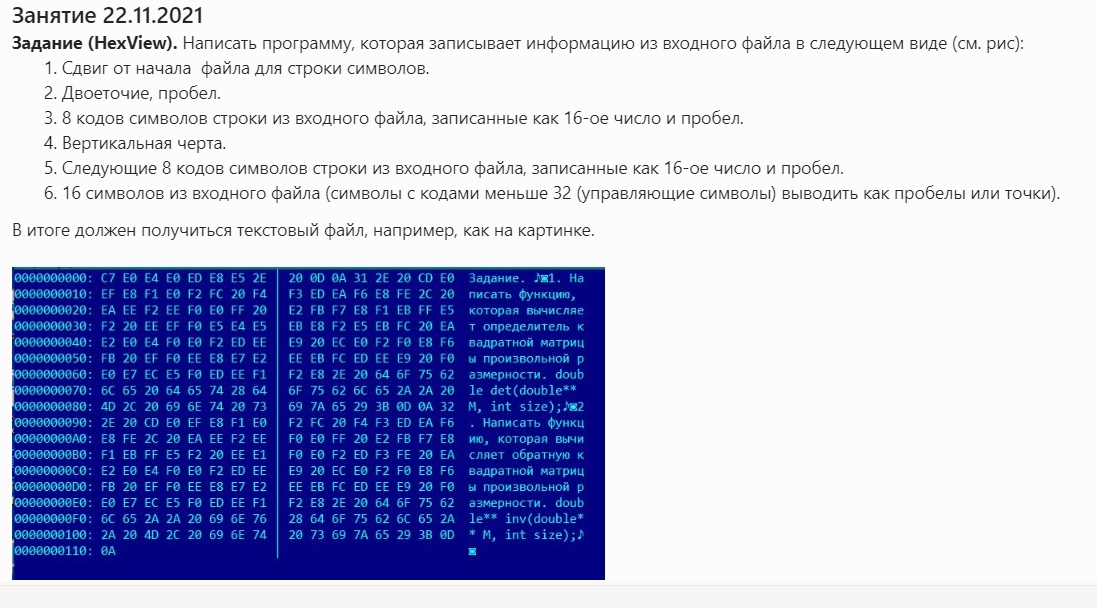 Занятие 22.11.2021
Задание (HexView). Написать программу, которая записывает информацию из входного файла в следующем виде (см. рис):
1. Сдвиг от начала  файла для строки символов.
2. Двоеточие, пробел.
3. 8 кодов символов строки из входного файла, записанные как 16-ое число и пробел.
4. Вертикальная черта.
5. Следующие 8 кодов символов строки из входного файла, записанные как 16-ое число и пробел.
6. 16 символов из входного файла (символы с кодами меньше 32 (управляющие символы) выводить как пробелы или точки).
В итоге должен получиться текстовый файл, например, как на картинке.
0000000000: C7 E0 E4 E0 ED E8 E5 2E │ 20 0D 0A 31 2E 20 CD E0 Задание. ♪◙1. На
0000000010: EF E8 F1 E0 F2 FC 20 F4 │ F3 ED EA F6 E8 FE 2C 20 писать функцию,
0000000020: EA EE F2 EE F0 E0 FF 20 │ E2 FB F7 E8 F1 EB FF E5 которая вычисляе
0000000030: F2 20 EE EF F0 E5 E4 E5 │ EB E8 F2 E5 EB FC 20 EA т определитель к
0000000040: E2 E0 E4 F0 E0 F2 ED EE │ E9 20 EC E0 F2 F0 E8 F6 вадратной матриц
0000000050: FB 20 EF F0 EE E8 E7 E2 │ EE EB FC ED EE E9 20 F0 ы произвольной р
0000000060: E0 E7 EC E5 F0 ED EE F1 │ F2 E8 2E 20 64 6F 75 62 азмерности. doub
0000000070: 6C 65 20 64 65 74 28 64 │ 6F 75 62 6C 65 2A 2A 20 le det(double**
0000000080: 4D 2C 20 69 6E 74 20 73 │ 69 7A 65 29 3B 0D 0A 32 M, int size);♪◙2
0000000090: 2E 20 CD E0 EF E8 F1 E0 │ F2 FC 20 F4 F3 ED EA F6 . Написать функц
00000000A0: E8 FE 2C 20 EA EE F2 EE │ F0 E0 FF 20 E2 FB F7 E8 ию, которая вычи
00000000B0: F1 EB FF E5 F2 20 EE E1 │ F0 E0 F2 ED F3 FE 20 EA сляет обратную к
00000000C0: E2 E0 E4 F0 E0 F2 ED EE │ E9 20 EC E0 F2 F0 E8 F6 вадратной матриц
00000000D0: FB 20 EF F0 EE E8 E7 E2 │ EE EB FC ED EE E9 20 F0 ы произвольной р
00000000E0: E0 E7 EC E5 F0 ED EE F1 │ F2 E8 2E 20 64 6F 75 62 азмерности. doub
00000000F0: 6C 65 2A 2A 20 69 6E 76 │ 28 64 6F 75 62 6C 65 2A le** inv(double*
0000000100: 2A 20 4D 2C 20 69 6E 74 │ 20 73 69 7A 65 29 3B 0D * M, int size);♪
0000000110: 0A │ ◙